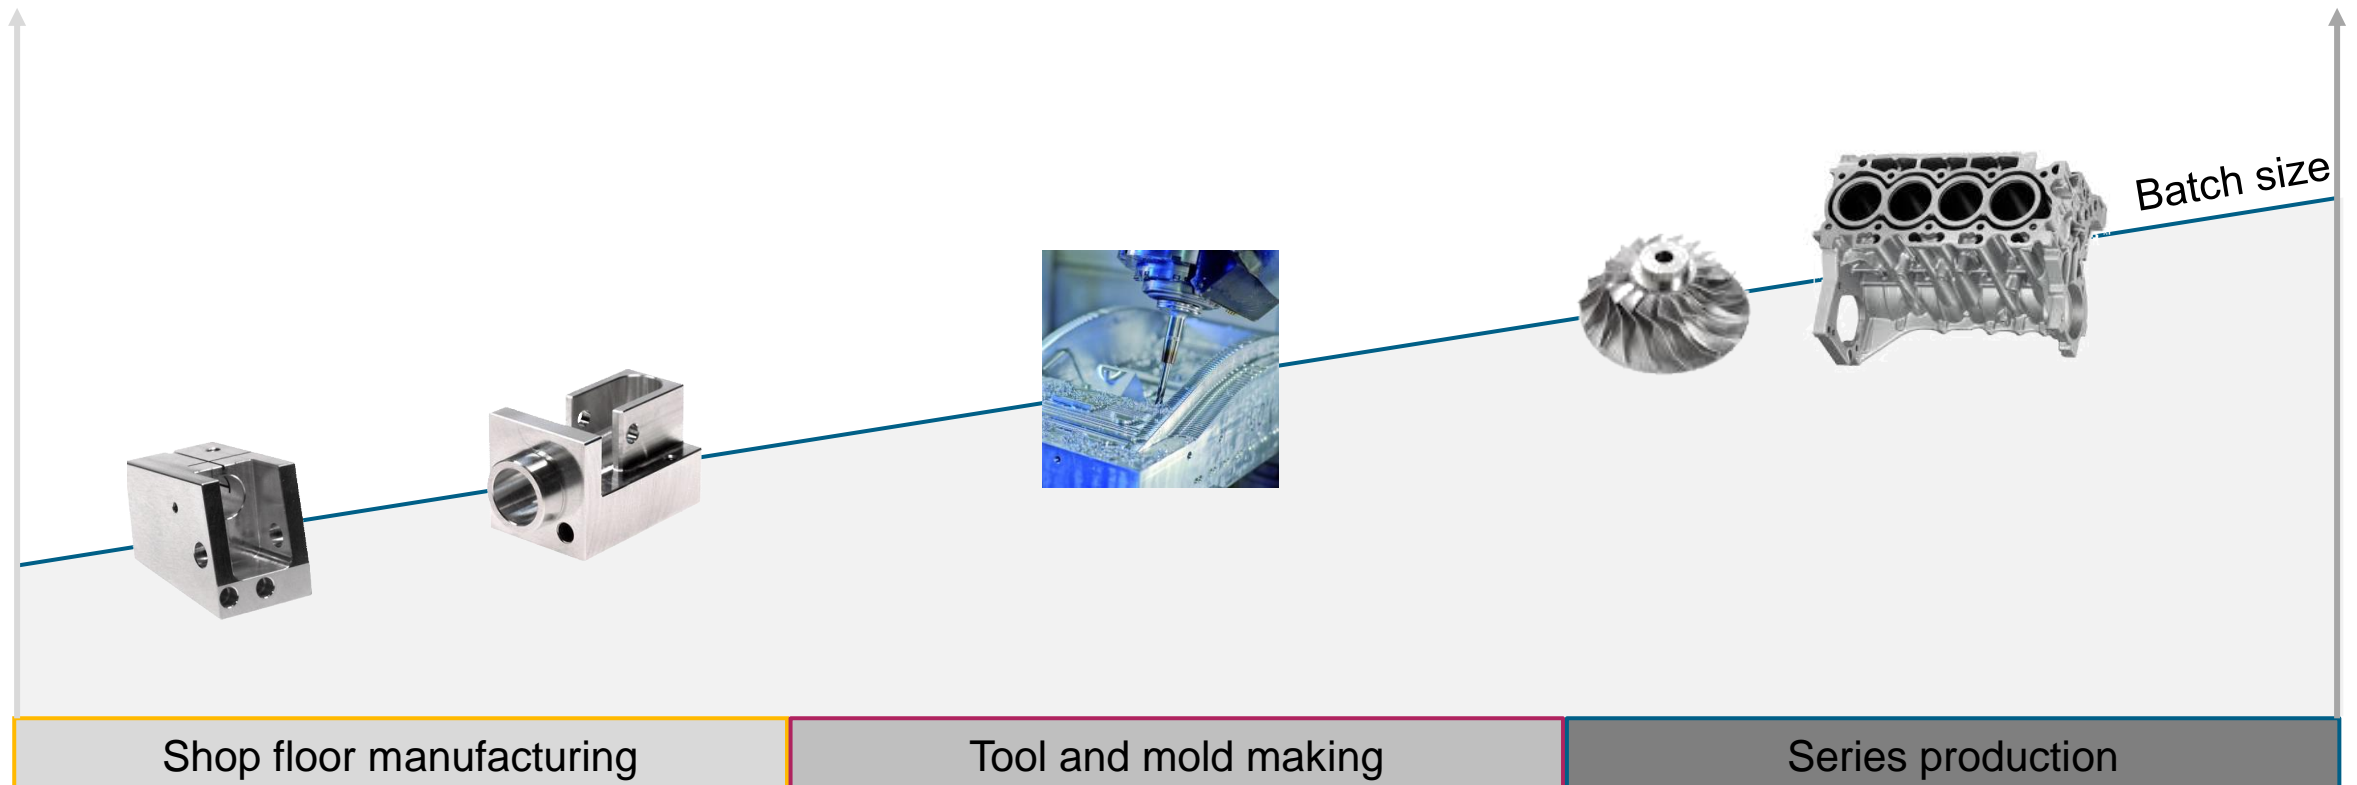 Batch size
Shop floor manufacturing
Tool and mold making
Series production